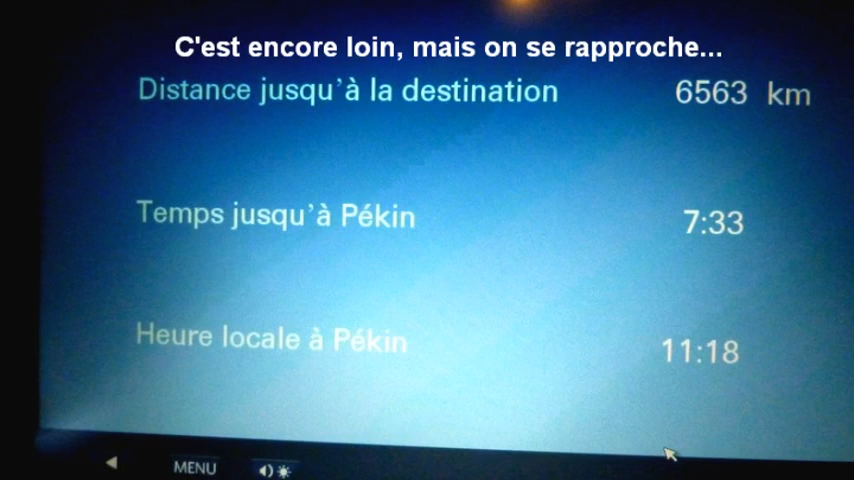 C'est encore loin, mais on se rapproche...
Distance jusqu'à la destination 6563 km
Temps jusqu'à Pékin 7:33
Heure locale à Pékin 11:18
MENU